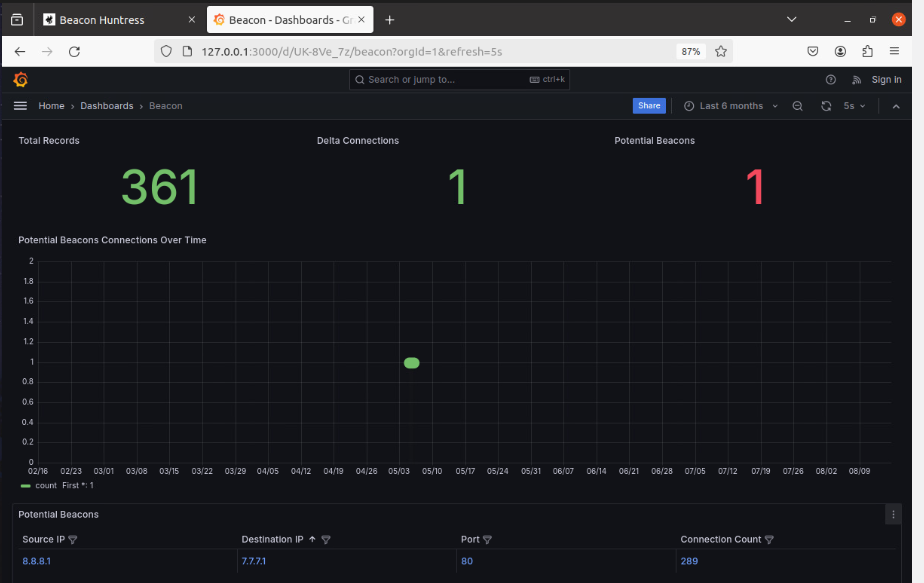 Beacon Huntress
Beacon - Dashboards - Gr
127.0.0.1:3000/d/UK-8Ve_7z/beacon?orgId=1&refresh=5s
87%
Search or jump to...
ctrl+k
Sign in
Home › Dashboards › Beacon
Share
Last 6 months
5s
Total Records
Delta Connections
Potential Beacons
361
1
1
Potential Beacons Connections Over Time
2
1.8
1.6
1.4
1.2
1
0.8
0.6
0.4
0.2
0
02/16 02/23 03/01 03/08 03/15 03/22 03/29 04/05 04/12 04/19 04/26 05/03 05/10 05/17 05/24 05/31 06/07 06/14 06/21 06/28 07/05 07/12 07/19 07/26 08/02 08/09
count First *: 1
Potential Beacons
Source IP Destination IP ↑ Port Connection Count
8.8.8.1 7.7.7.1 80 289